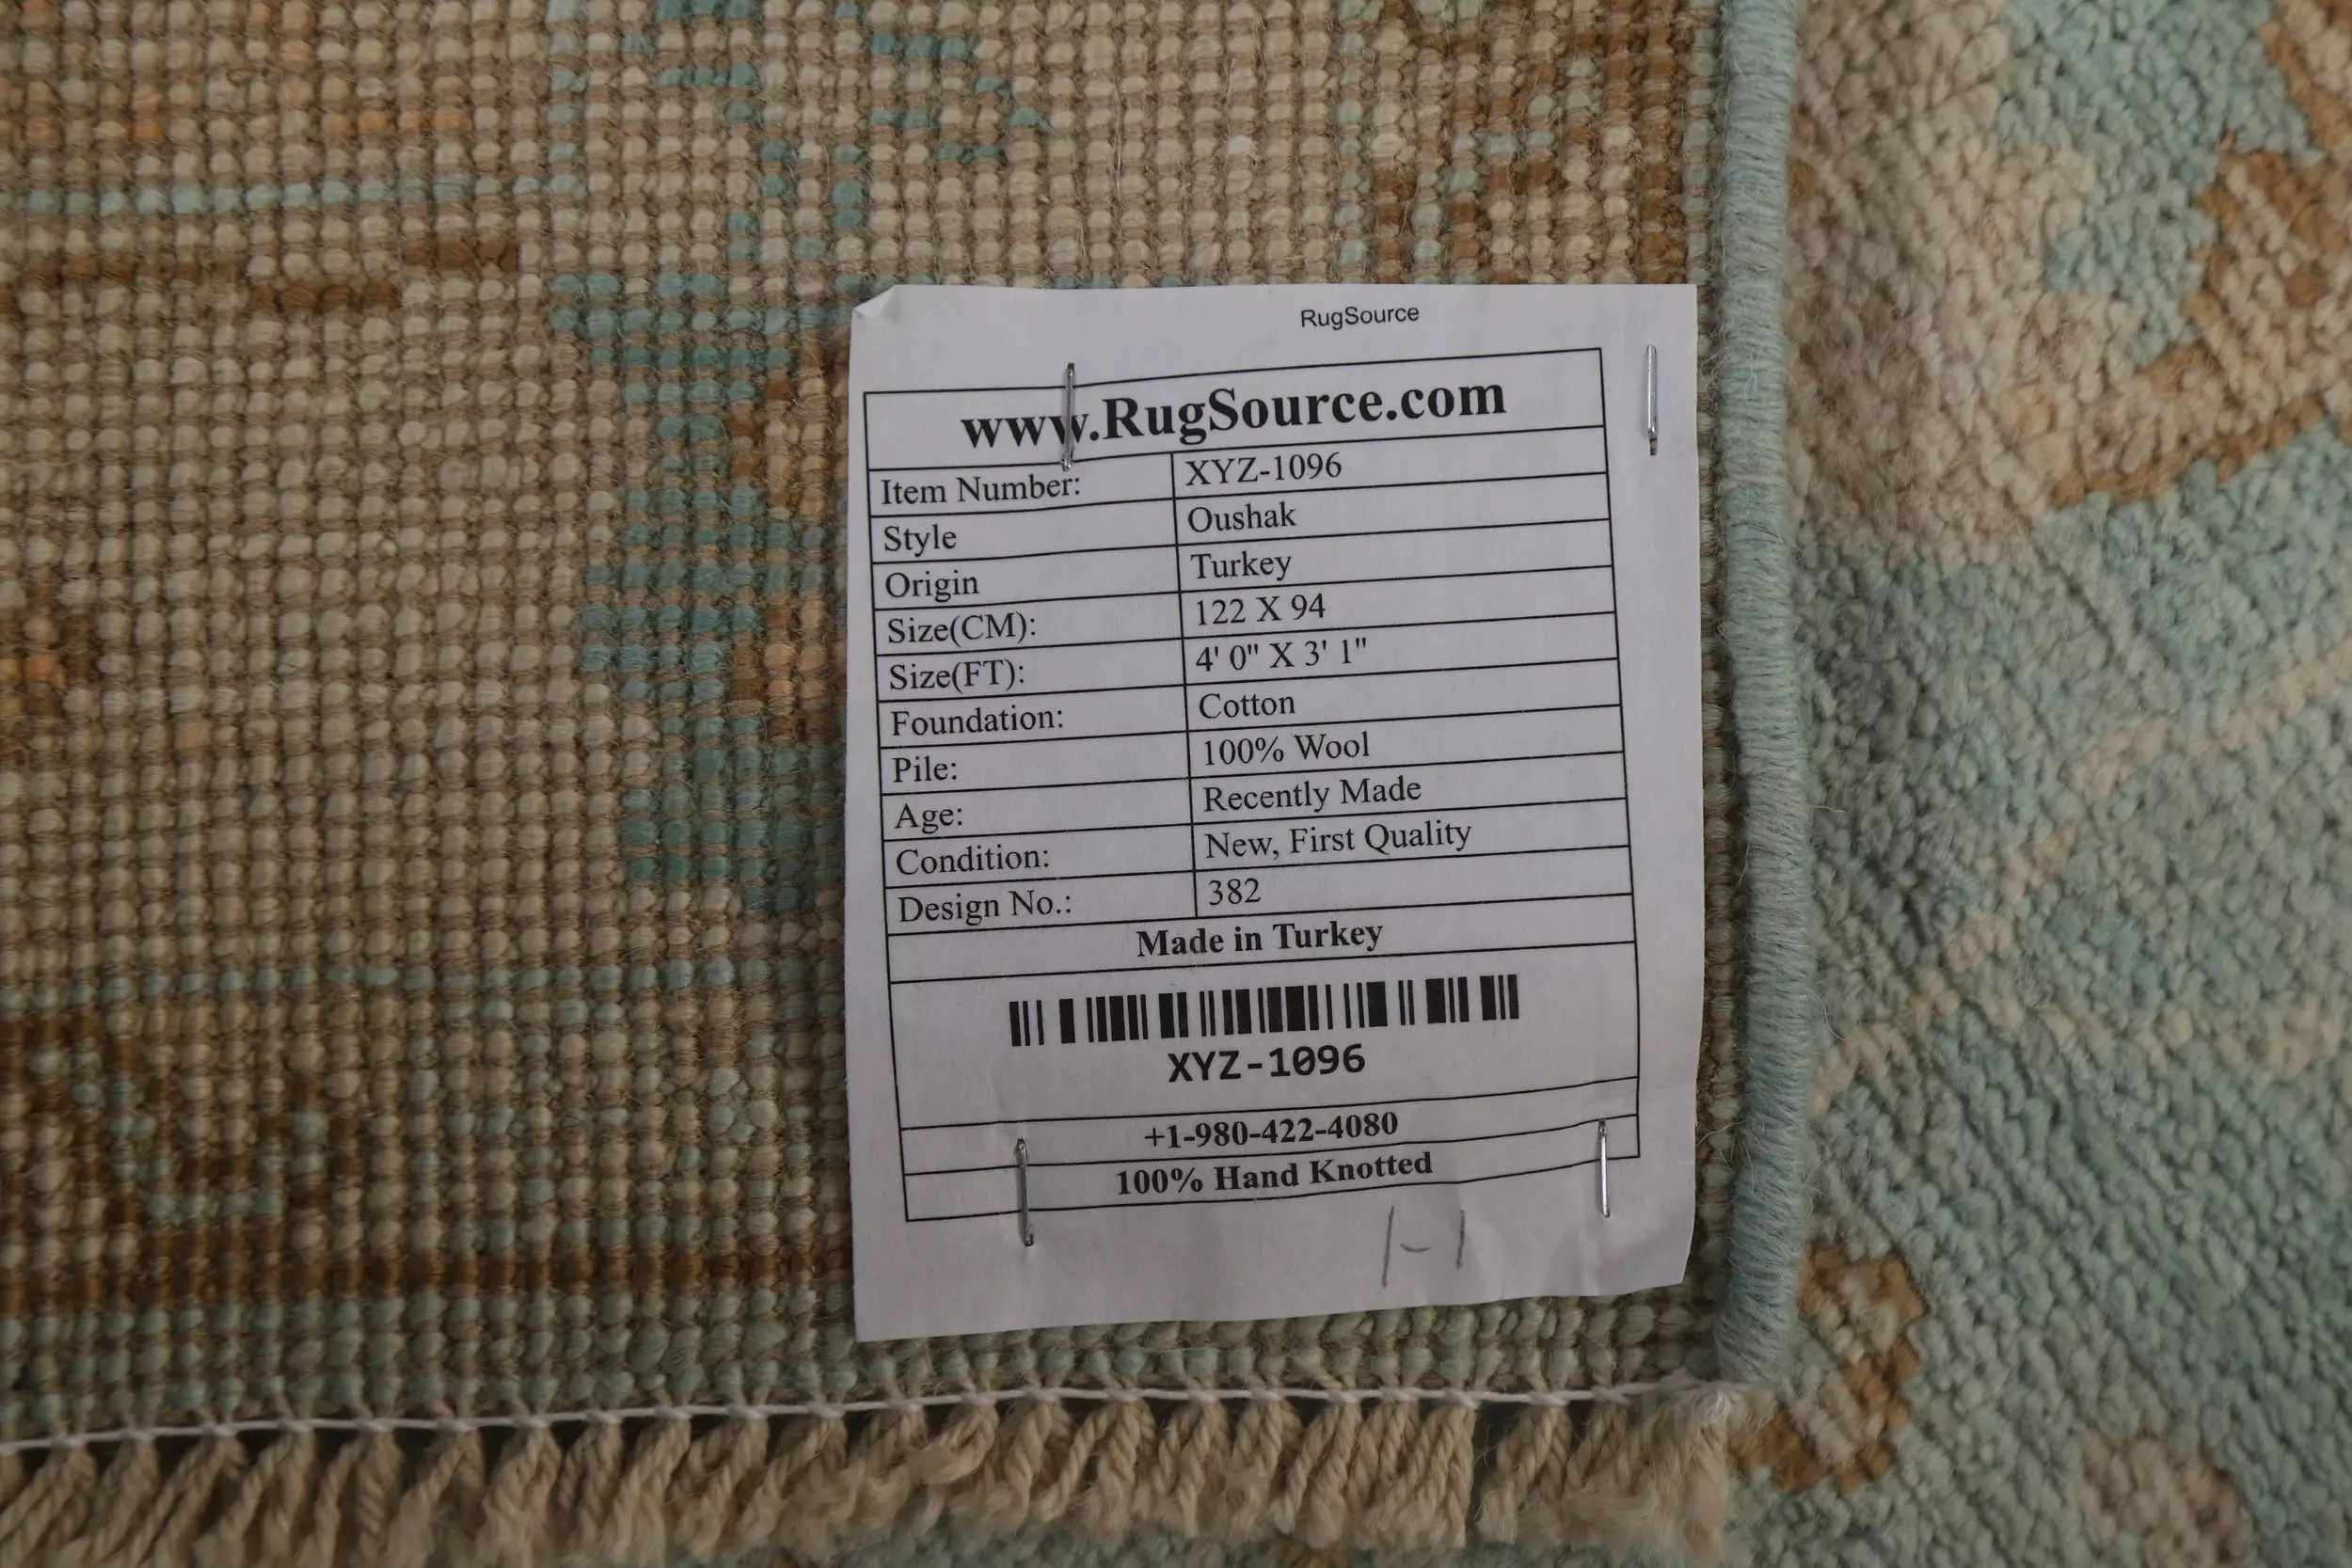 RugSource
www.RugSource.com
Item Number: XYZ-1096
Style Oushak
Origin Turkey
Size(CM): 122 X 94
Size(FT): 4' 0" X 3' 1"
Foundation: Cotton
Pile: 100% Wool
Age: Recently Made
Condition: New, First Quality
Design No.: 382
Made in Turkey
XYZ-1096
+1-980-422-4080
100% Hand Knotted
1-1